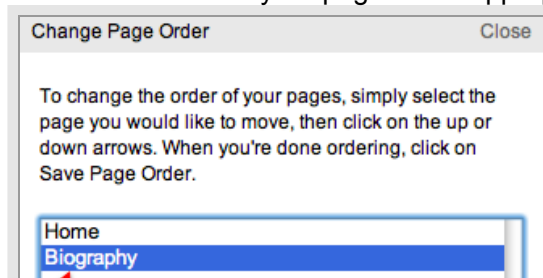 Change Page Order Close
To change the order of your pages, simply select the
page you would like to move, then click on the up or
down arrows. When you're done ordering, click on
Save Page Order.
Home
Biography